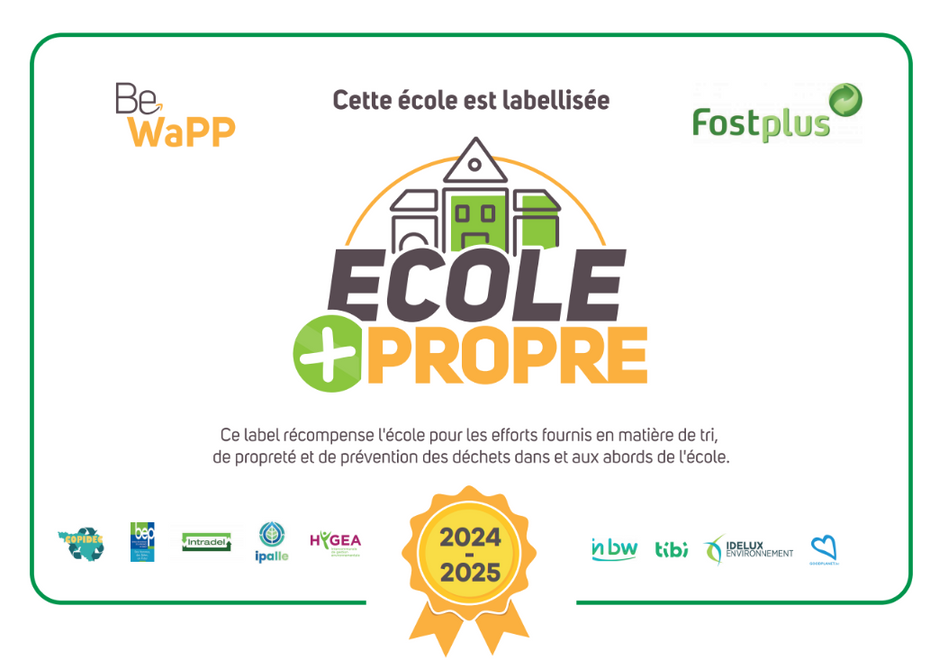 Be
WaPP
Cette école est labellisée
Fostplus
ECOLE
+PROPRE
Ce label récompense l'école pour les efforts fournis en matière de tri,
de propreté et de prévention des déchets dans et aux abords de l'école.
COPIDEC
bep
intradel
ipalle
HYGEA
2024
-
2025
in bw
tibi
IDELUX
ENVIRONNEMENT